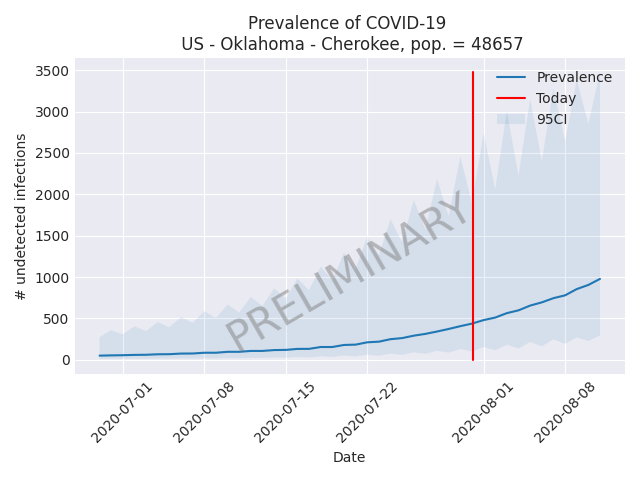 Prevalence of COVID-19
US - Oklahoma - Cherokee, pop. = 48657
3500
3000
2500
2000
1500
1000
500
0
# undetected infections
Prevalence
Today
95CI
PRELIMINARY
2020-07-01
2020-07-08
2020-07-15
2020-07-22
2020-08-01
2020-08-08
Date